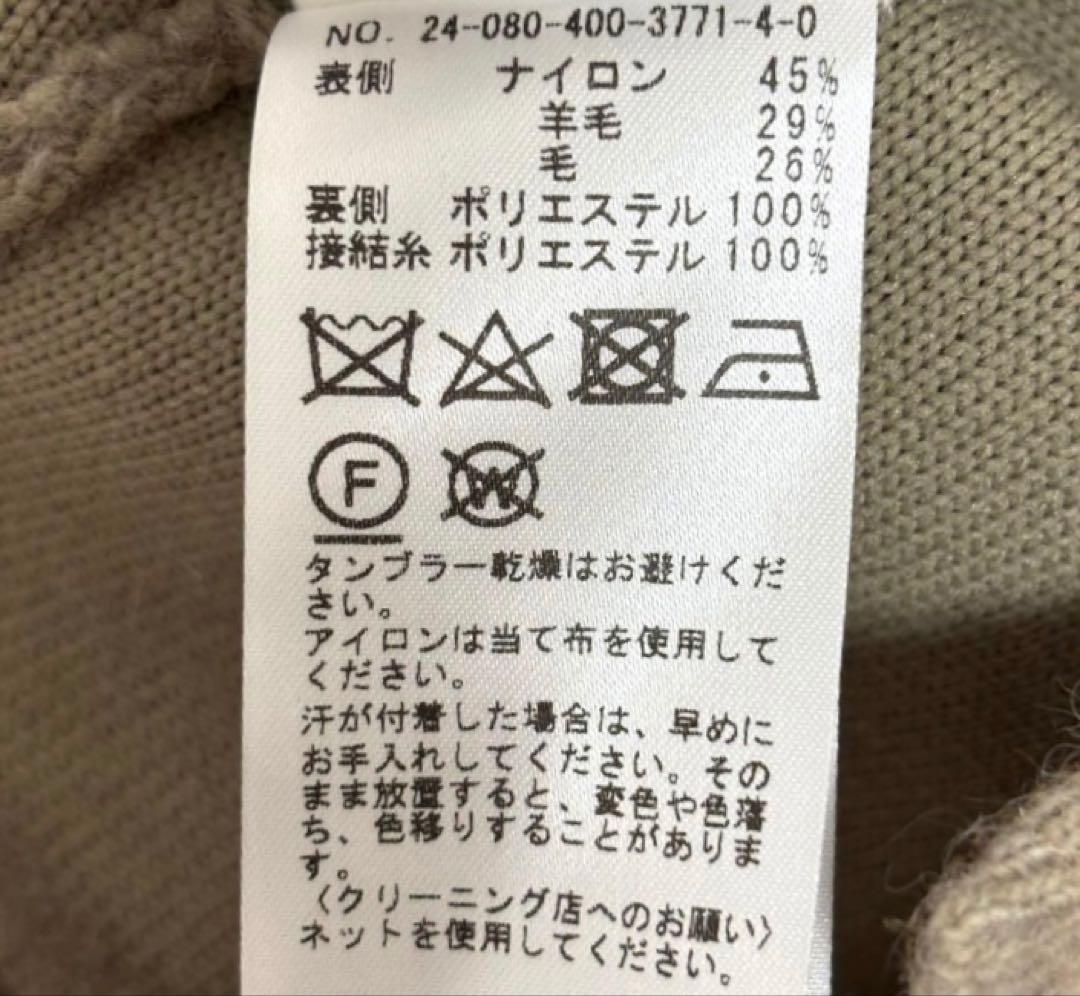 NO. 24-080-400-3771-4-0
表側 ナイロン 45%
羊毛 29%
毛 26%
裏側 ポリエステル 100%
接結糸 ポリエステル 100%
F
W
タンブラー乾燥はお避けくだ
さい。
アイロンは当て布を使用して
ください。
汗が付着した場合は、早めに
お手入れしてください。その
まま放置すると、変色や色落
ち、色移りすることがありま
す。
〈クリーニング店へのお願い〉
ネットを使用してください。